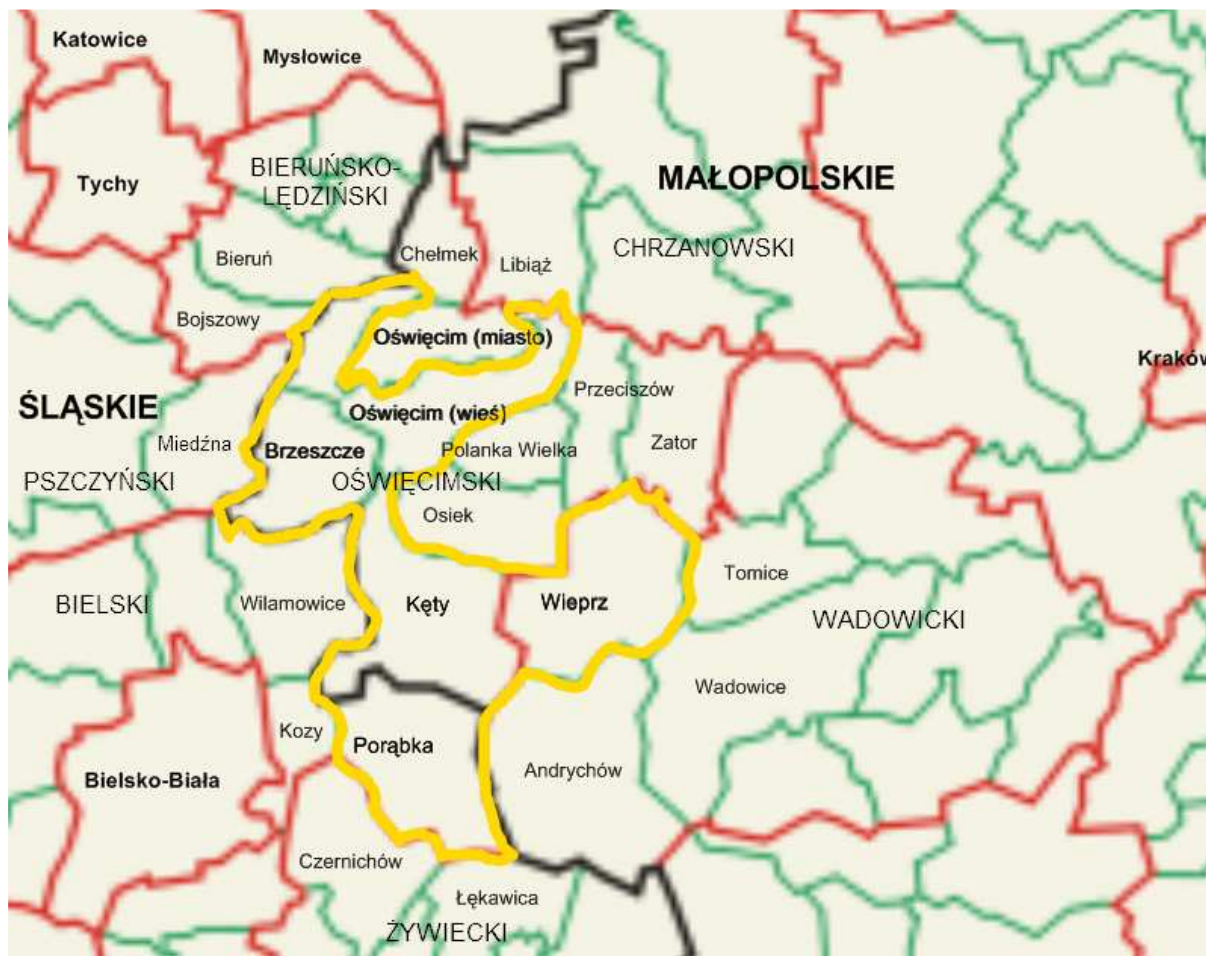 Katowice
Mysłowice
Tychy
BIERUŃSKO-
LĘDZIŃSKI
MAŁOPOLSKIE
Bieruń
Chełmek
Libiąż
CHRZANOWSKI
Bojszowy
Oświęcim (miasto)
Kraków
ŚLĄSKIE
Przeciszów
Oświęcim (wieś)
Miedźna
Brzeszcze
Polanka Wielka
Zator
PSZCZYŃSKI
OŚWIĘCIMSKI
Osiek
Tomice
BIELSKI
Wilamowice
Kęty
Wieprz
WADOWICKI
Wadowice
Kozy
Porąbka
Andrychów
Bielsko-Biała
Czernichów
Łękawica
ŻYWIECKI